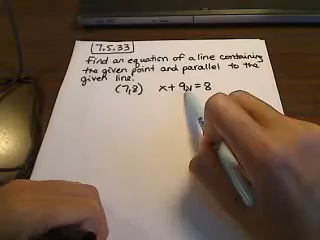 7.5.33
Find an equation of a line containing
the given point and parallel to the
given line.
(7,8) x+9y=8